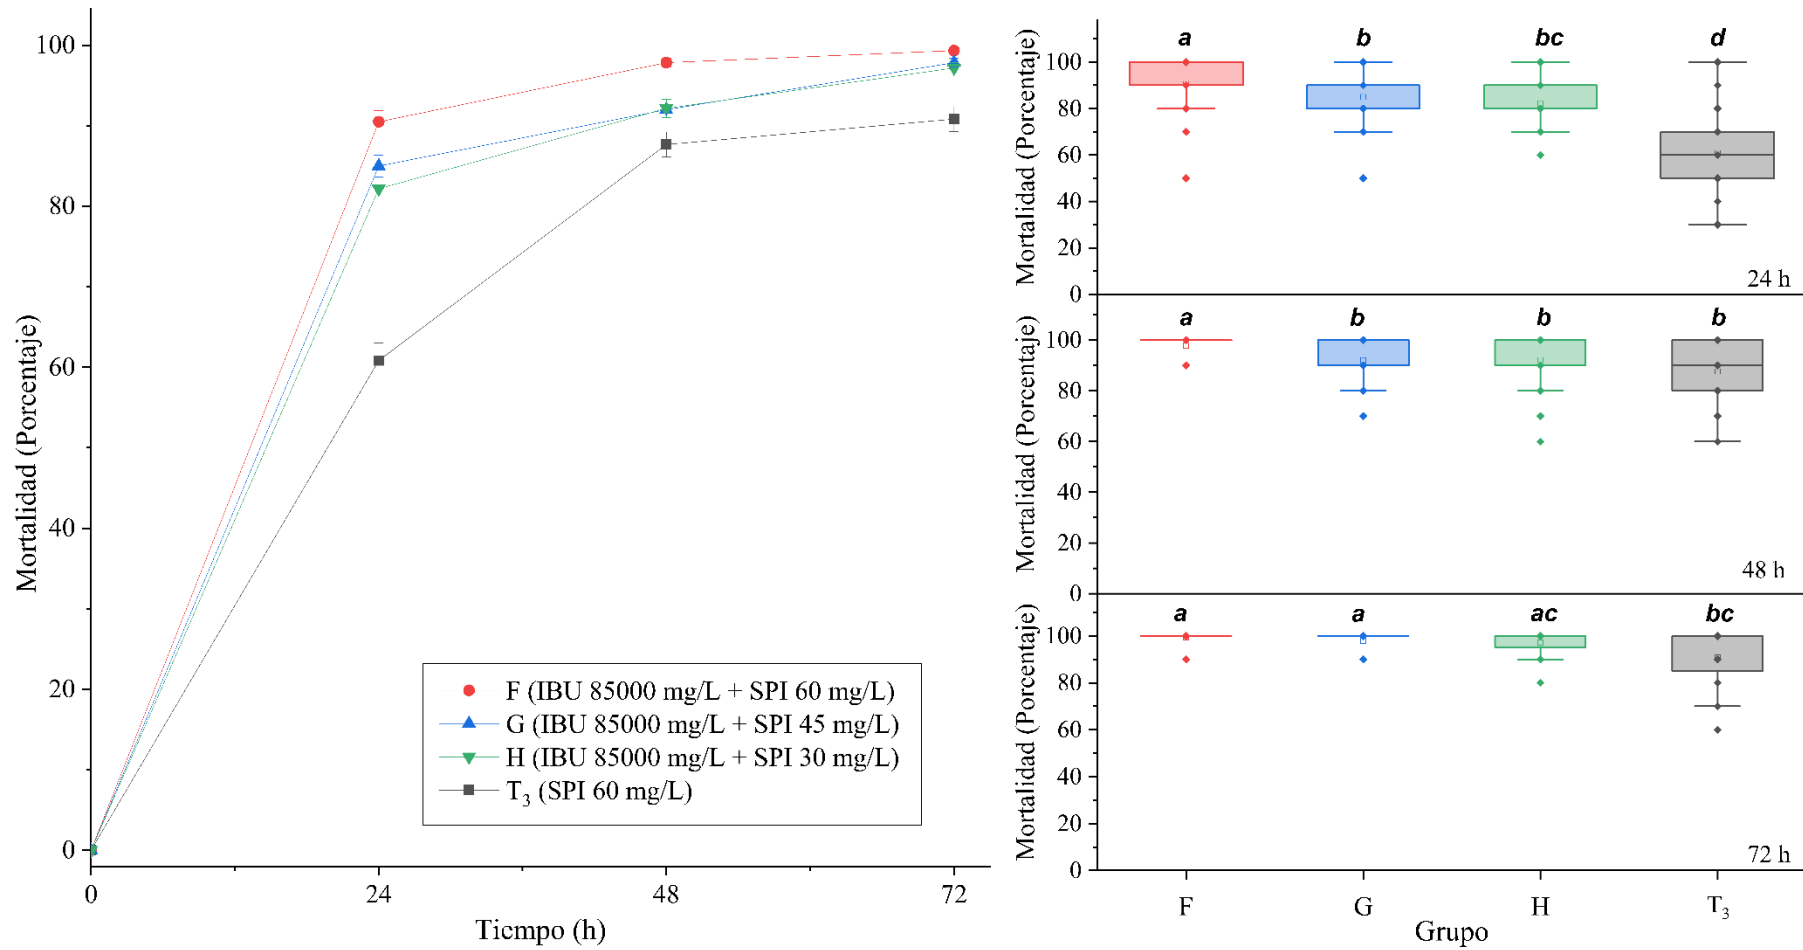 Mortalidad (Porcentaje)
100
80
60
40
20
0
0
24
48
72
Tiempo (h)
F (IBU 85000 mg/L + SPI 60 mg/L)
G (IBU 85000 mg/L + SPI 45 mg/L)
H (IBU 85000 mg/L + SPI 30 mg/L)
T3 (SPI 60 mg/L)
Mortalidad (Porcentaje)
100
80
60
40
20
0
a b bc d
24 h
Mortalidad (Porcentaje)
100
80
60
40
20
0
a b b b
48 h
Mortalidad (Porcentaje)
100
80
60
40
20
0
a a ac bc
72 h
F G H T3
Grupo